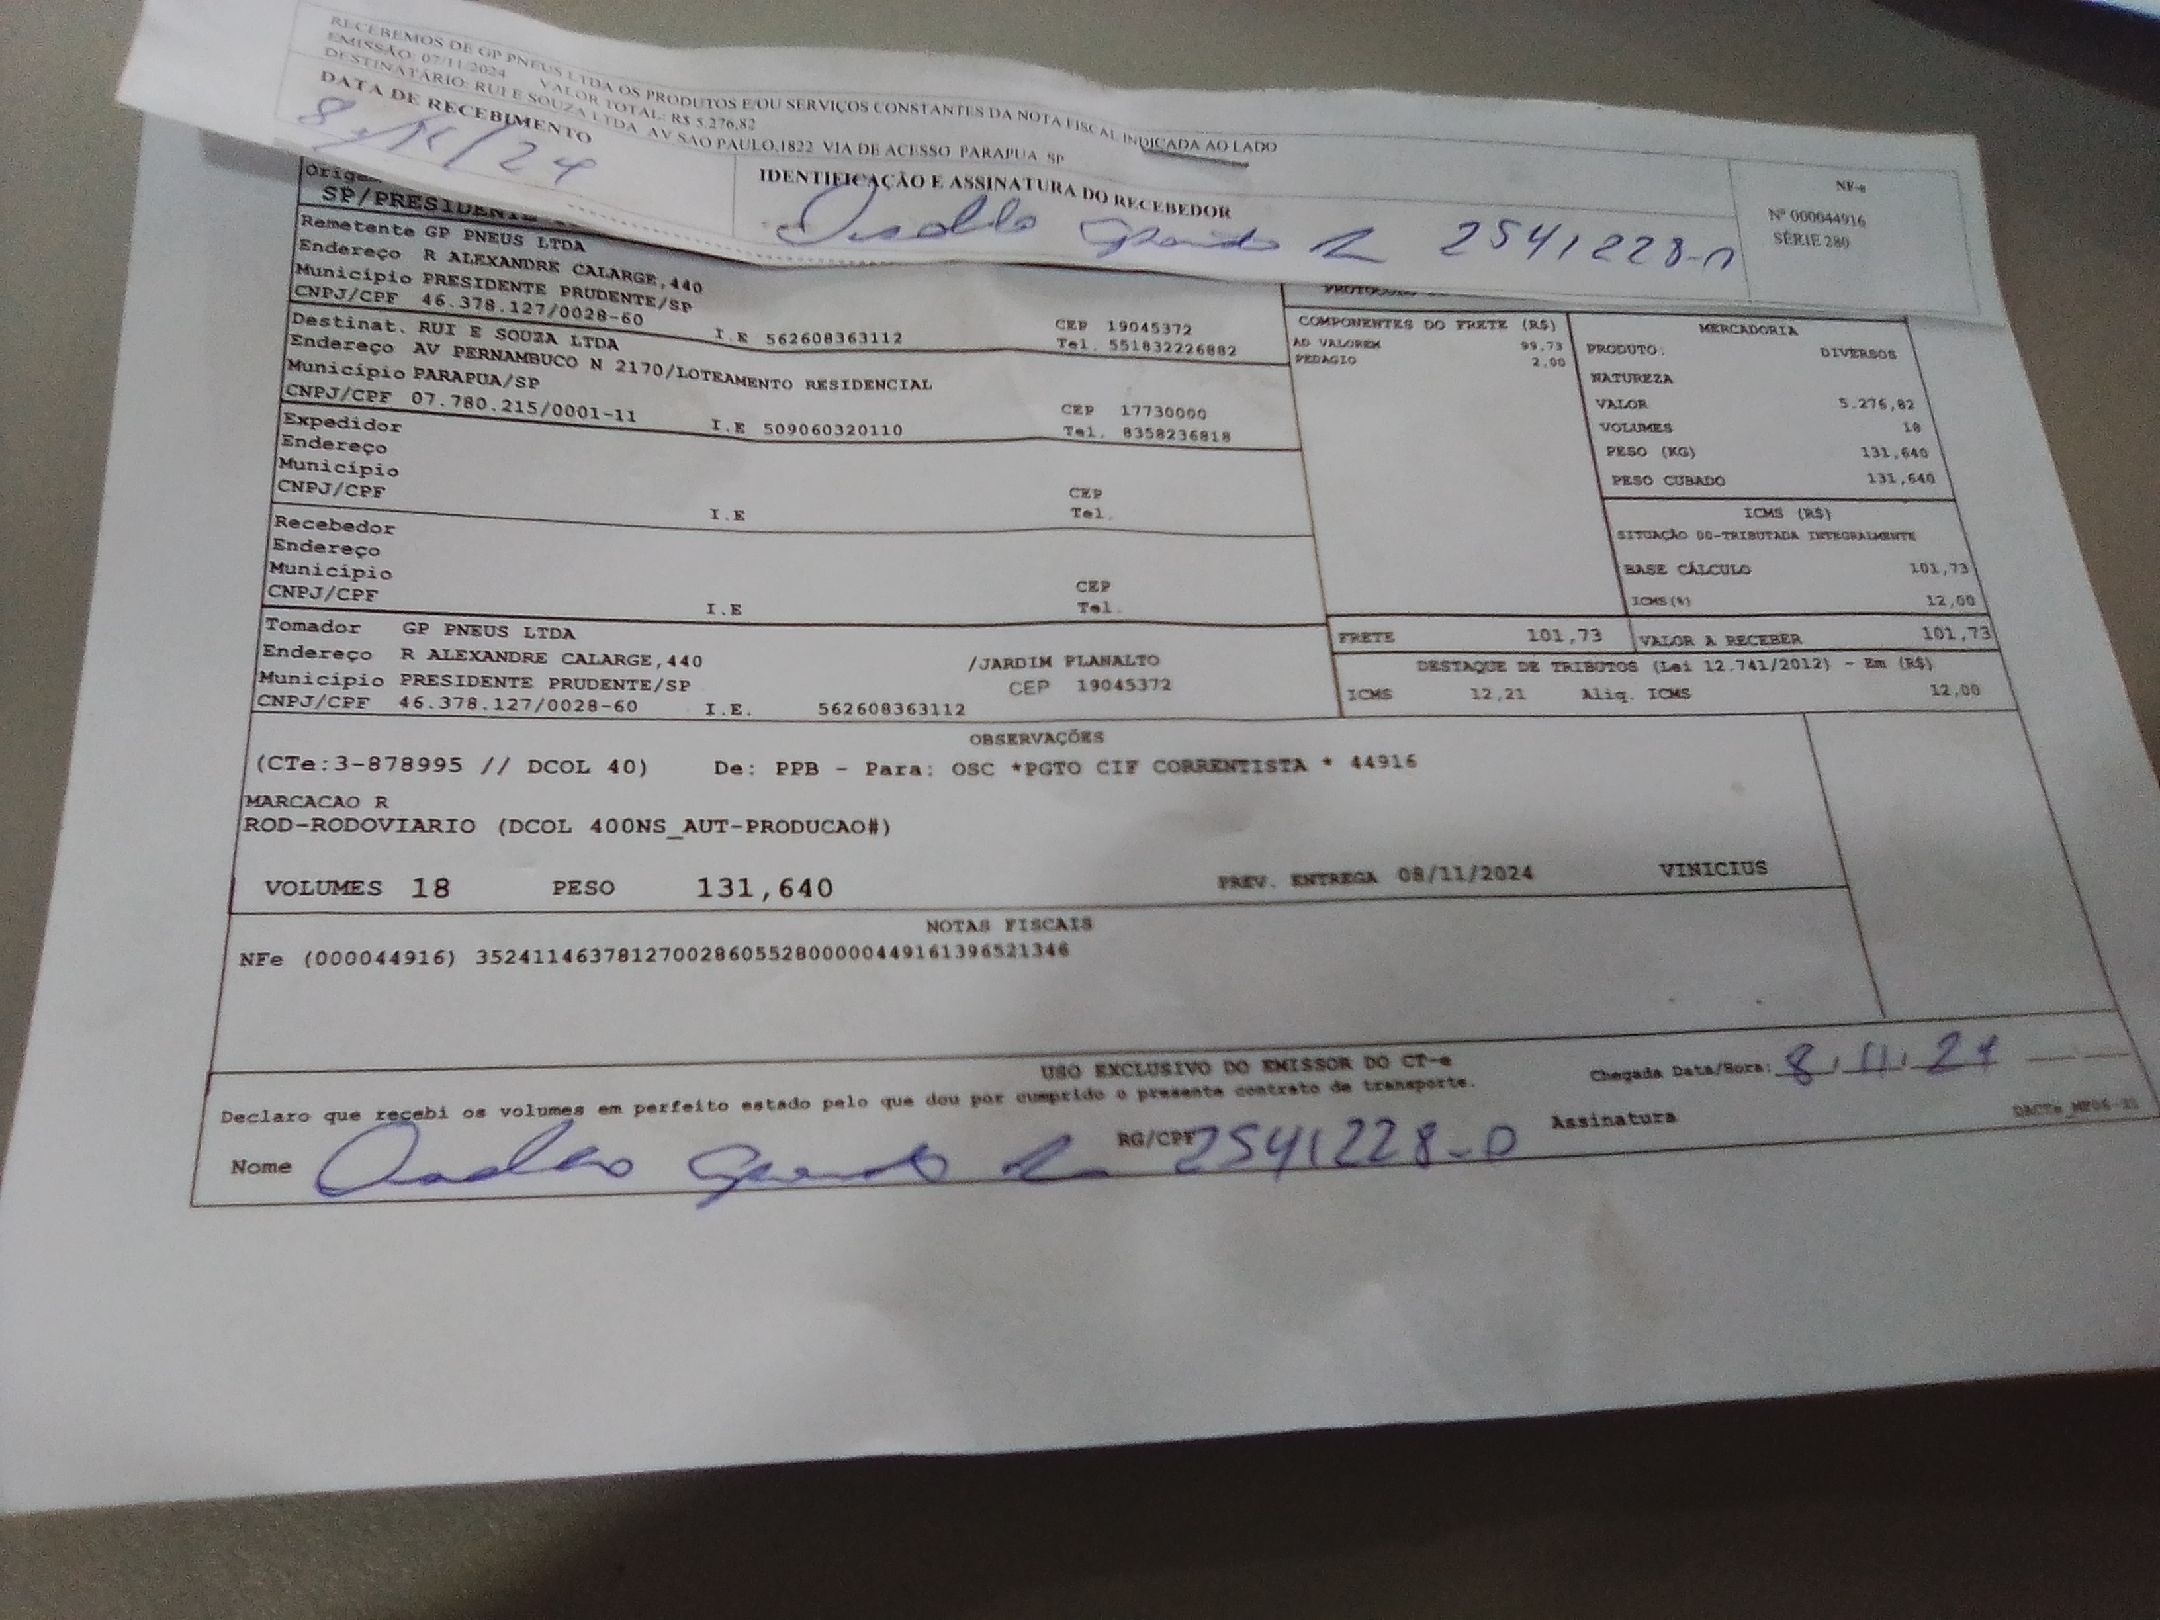 RECEBEMOS DE GP PNEUS LTDA OS PRODUTOS E/OU SERVIÇOS CONSTANTES DA NOTA FISCAL INDICADA AO LADO
EMISSÃO: 07/11/2024 VALOR TOTAL: R$ 5.276,82
DESTINATÁRIO: RUI E SOUZA LTDA AV SAO PAULO,1822 VIA DE ACESSO PARAPUA SP
DATA DE RECEBIMENTO
IDENTIFICAÇÃO E ASSINATURA DO RECEBEDOR
NF-e
Nº 000044916
SÉRIE 280
8/11/24
2541228-0
SP/PRESIDENTE
Remetente GP PNEUS LTDA
Endereço R ALEXANDRE CALARGE,440
Município PRESIDENTE PRUDENTE/SP CEP 19045372
CNPJ/CPF 46.378.127/0028-60 I.E 562608363112 Tel. 551832226882
Destinat. RUI E SOUZA LTDA
Endereço AV PERNAMBUCO N 2170/LOTEAMENTO RESIDENCIAL
Município PARAPUA/SP CEP 17730000
CNPJ/CPF 07.780.215/0001-11 I.E 509060320110 Tel. 8358236818
Expedidor
Endereço
Município CEP
CNPJ/CPF I.E Tel.
Recebedor
Endereço
Município CEP
CNPJ/CPF I.E Tel.
Tomador GP PNEUS LTDA
Endereço R ALEXANDRE CALARGE,440 /JARDIM PLANALTO
Município PRESIDENTE PRUDENTE/SP CEP 19045372
CNPJ/CPF 46.378.127/0028-60 I.E. 562608363112
COMPONENTES DO FRETE (R$)
AD VALOREM 99,73
PEDAGIO 2,00
MERCADORIA
PRODUTO: DIVERSOS
NATUREZA
VALOR 5.276,82
VOLUMES 18
PESO (KG) 131,640
PESO CUBADO 131,640
ICMS (R$)
SITUAÇÃO 00-TRIBUTADA INTEGRALMENTE
BASE CÁLCULO 101,73
ICMS(%) 12,00
FRETE 101,73 VALOR A RECEBER 101,73
DESTAQUE DE TRIBUTOS (Lei 12.741/2012) - Em (R$)
ICMS 12,21 Aliq. ICMS 12,00
OBSERVAÇÕES
(CTe:3-878995 // DCOL 40) De: PPB - Para: OSC *PGTO CIF CORRENTISTA * 44916
MARCACAO R
ROD-RODOVIARIO (DCOL 400NS_AUT-PRODUCAO#)
VOLUMES 18 PESO 131,640 PREV. ENTREGA 08/11/2024 VINICIUS
NOTAS FISCAIS
NFe (000044916) 35241146378127002860552800000449161396521346
USO EXCLUSIVO DO EMISSOR DO CT-e
Declaro que recebi os volumes em perfeito estado pelo que dou por cumprido o presente contrato de transporte.
Chegada Data/Hora: 8.11.24
Nome RG/CPF 2541228-0 Assinatura